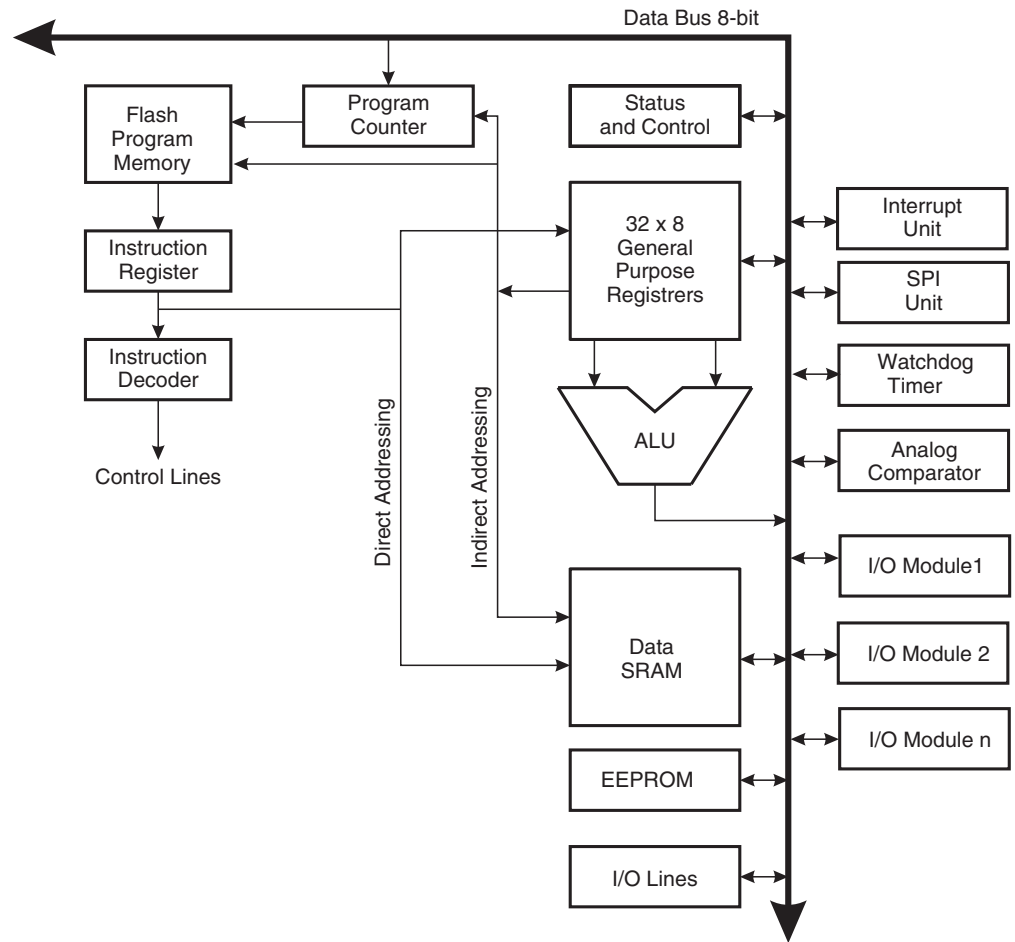 Data Bus 8-bit
Flash
Program
Memory
Program
Counter
Status
and Control
32 x 8
General
Purpose
Registrers
Interrupt
Unit
Instruction
Register
SPI
Unit
Instruction
Decoder
Watchdog
Timer
Control Lines
Direct Addressing
Indirect Addressing
ALU
Analog
Comparator
I/O Module1
Data
SRAM
I/O Module 2
I/O Module n
EEPROM
I/O Lines